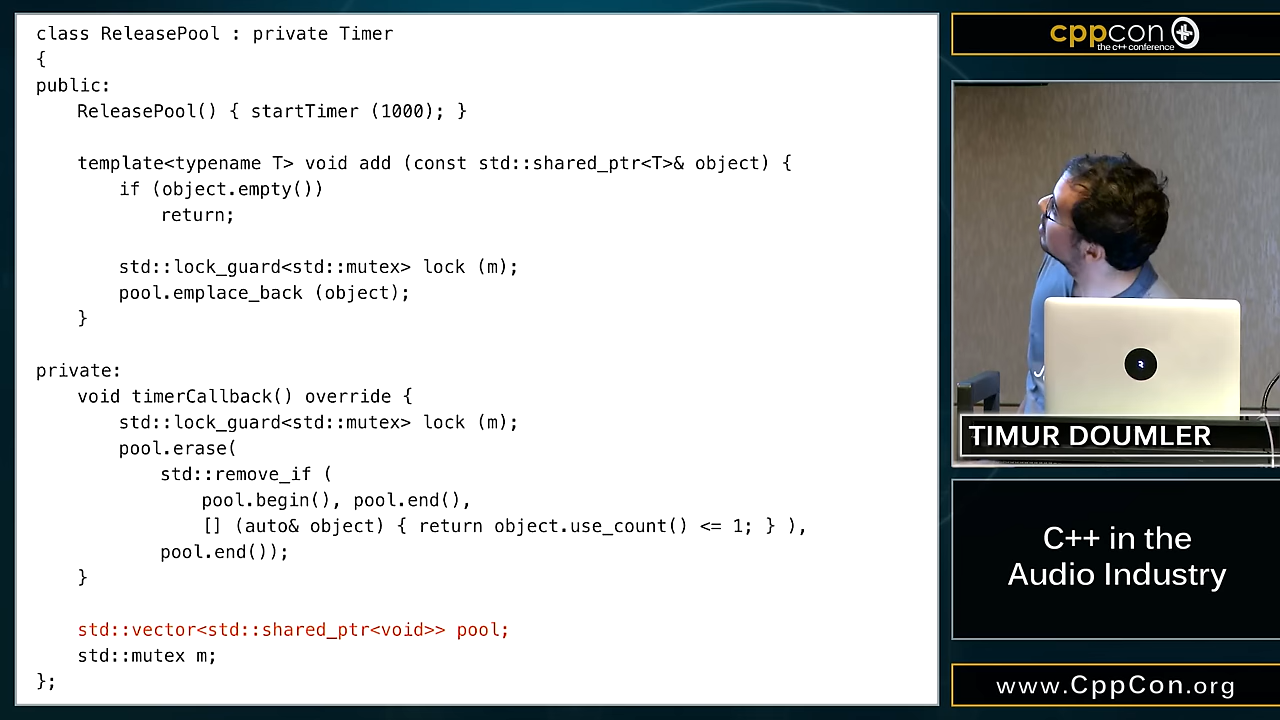 class ReleasePool : private Timer
{
public:
ReleasePool() { startTimer (1000); }
template<typename T> void add (const std::shared_ptr<T>& object) {
if (object.empty())
return;
std::lock_guard<std::mutex> lock (m);
pool.emplace_back (object);
}
private:
void timerCallback() override {
std::lock_guard<std::mutex> lock (m);
pool.erase(
std::remove_if (
pool.begin(), pool.end(),
[] (auto& object) { return object.use_count() <= 1; } ),
pool.end());
}
std::vector<std::shared_ptr<void>> pool;
std::mutex m;
};
cppcon
the c++ conference
TIMUR DOUMLER
C++ in the
Audio Industry
www.CppCon.org